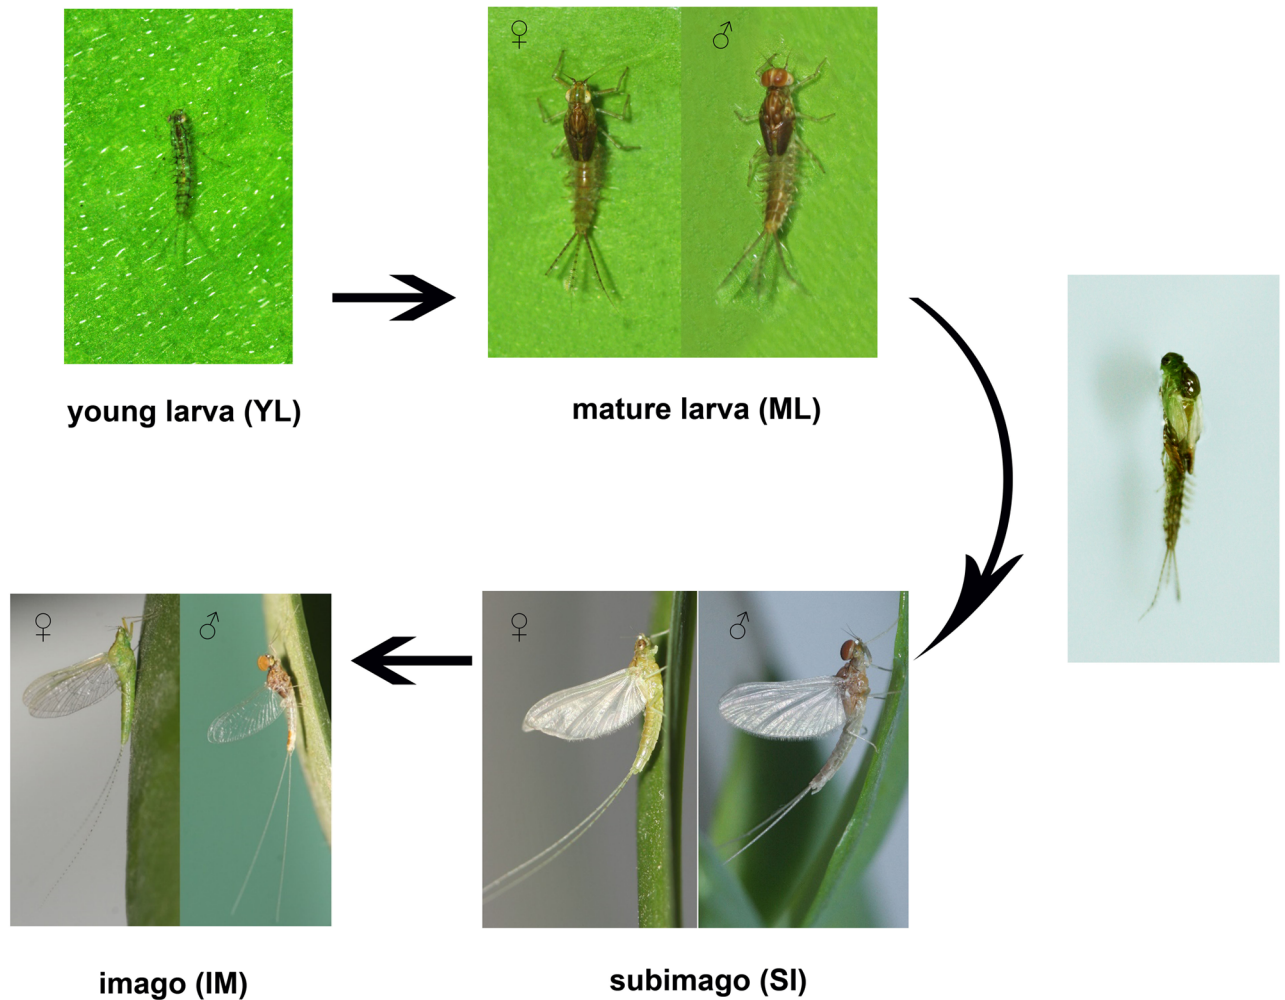 ♀ ♂
young larva (YL)
mature larva (ML)
♀ ♂
♀ ♂
imago (IM)
subimago (SI)